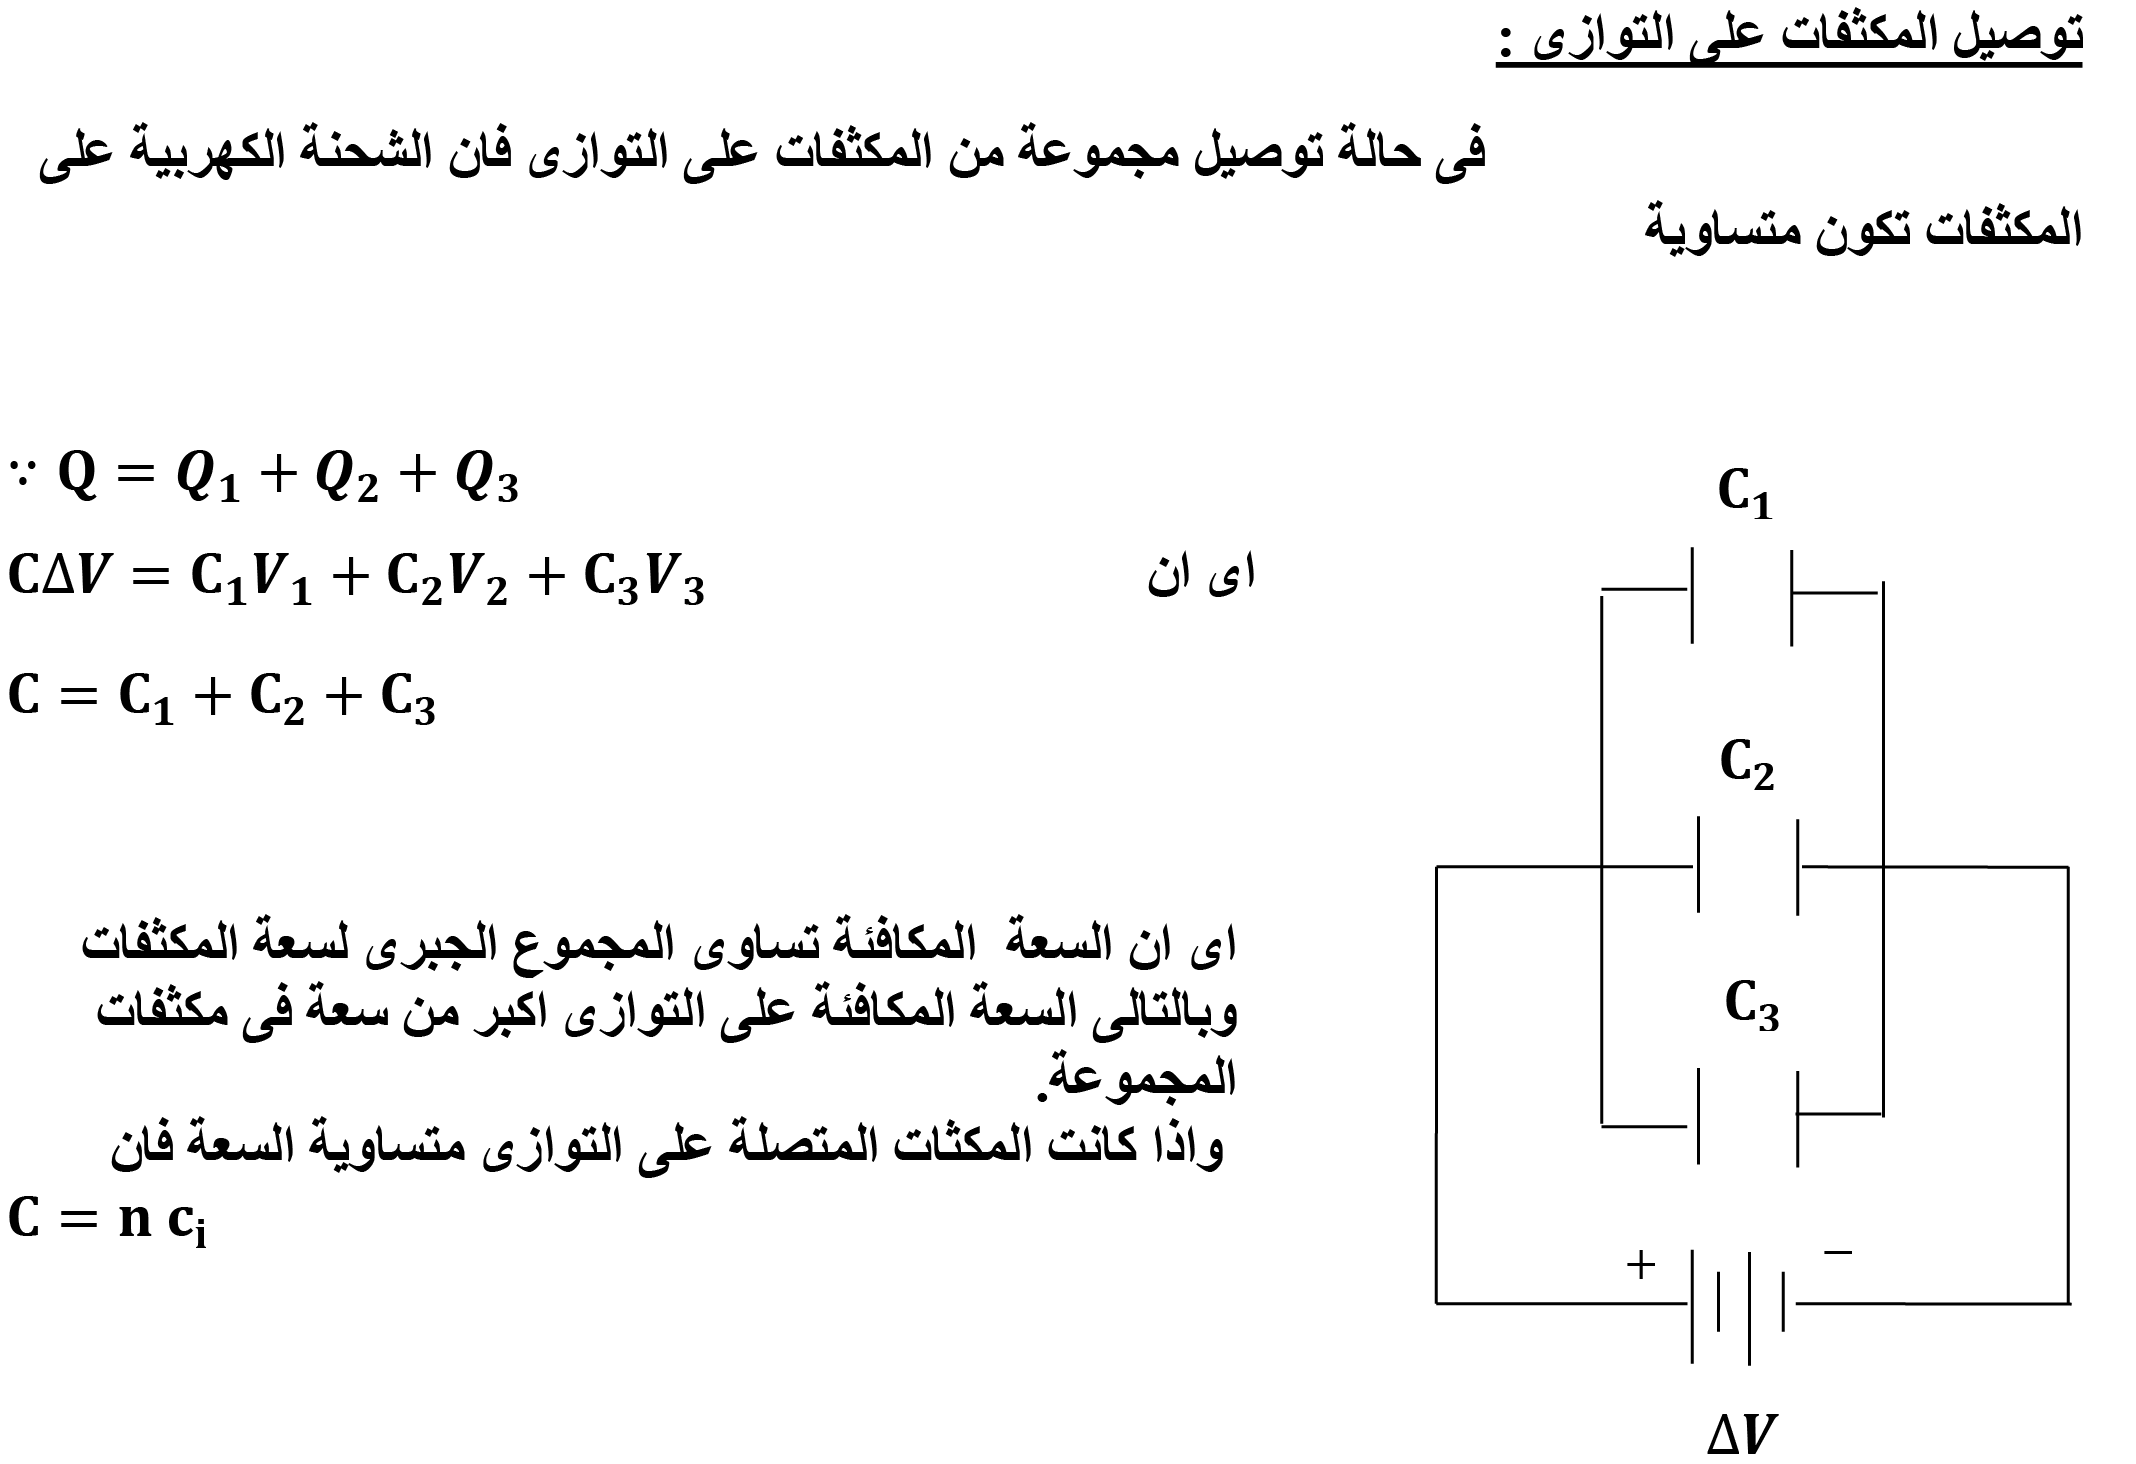 توصيل المكثفات على التوازى :
فى حالة توصيل مجموعة من المكثفات على التوازى فان الشحنة الكهربية على
المكثفات تكون متساوية
∵ Q = Q₁ + Q₂ + Q₃
CΔV = C₁V₁ + C₂V₂ + C₃V₃ اى ان
C = C₁ + C₂ + C₃
اى ان السعة المكافئة تساوى المجموع الجبرى لسعة المكثفات
وبالتالى السعة المكافئة على التوازى اكبر من سعة فى مكثفات
المجموعة.
واذا كانت المكثات المتصلة على التوازى متساوية السعة فان
C = n cᵢ
C₁
C₂
C₃
+ −
ΔV